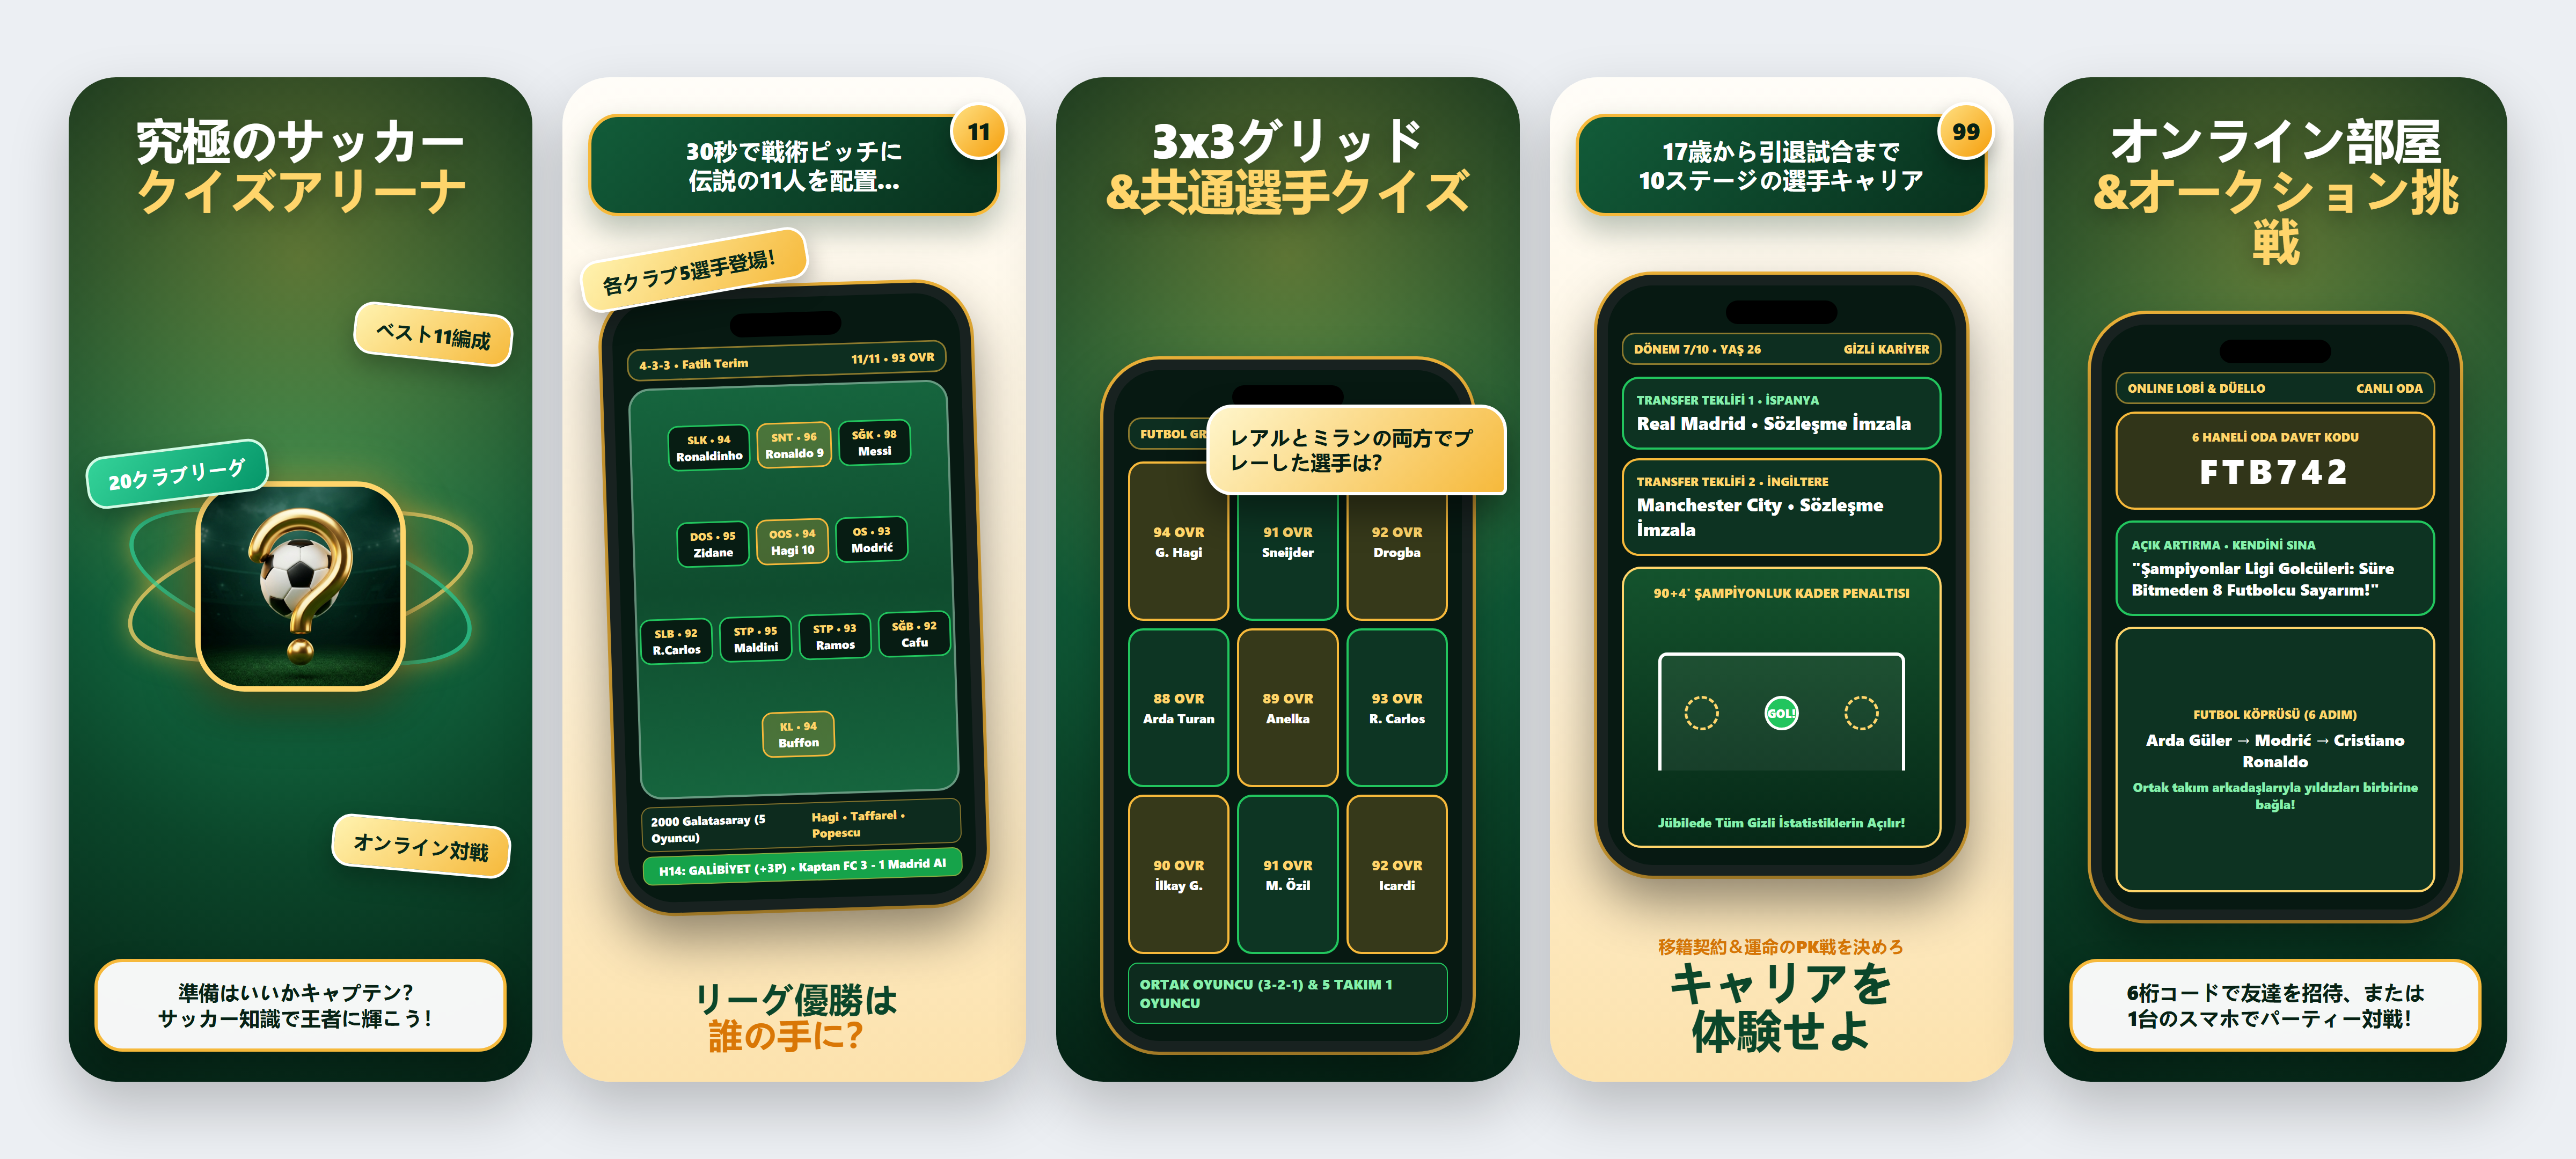 究極のサッカー
クイズアリーナ
ベスト11編成
20クラブリーグ
オンライン対戦
準備はいいかキャプテン?
サッカー知識で王者に輝こう!
11
30秒で戦術ピッチに
伝説の11人を配置...
各クラブ5選手登場!
4-3-3 • Fatih Terim
11/11 • 93 OVR
SLK • 94
Ronaldinho
SNT • 96
Ronaldo 9
SĞK • 98
Messi
DOS • 95
Zidane
OOS • 94
Hagi 10
OS • 93
Modrić
SLB • 92
R.Carlos
STP • 95
Maldini
STP • 93
Ramos
SĞB • 92
Cafu
KL • 94
Buffon
2000 Galatasaray (5
Oyuncu)
Hagi • Taffarel •
Popescu
H14: GALİBİYET (+3P) • Kaptan FC 3 - 1 Madrid AI
リーグ優勝は
誰の手に?
3x3グリッド
&共通選手クイズ
FUTBOL GR
レアルとミランの両方でプ
レーした選手は?
94 OVR
G. Hagi
91 OVR
Sneijder
92 OVR
Drogba
88 OVR
Arda Turan
89 OVR
Anelka
93 OVR
R. Carlos
90 OVR
İlkay G.
91 OVR
M. Özil
92 OVR
Icardi
ORTAK OYUNCU (3-2-1) & 5 TAKIM 1
OYUNCU
99
17歳から引退試合まで
10ステージの選手キャリア
DÖNEM 7/10 • YAŞ 26
GİZLİ KARİYER
TRANSFER TEKLİFİ 1 • İSPANYA
Real Madrid • Sözleşme İmzala
TRANSFER TEKLİFİ 2 • İNGİLTERE
Manchester City • Sözleşme
İmzala
90+4' ŞAMPİYONLUK KADER PENALTISI
GOL!
Jübilede Tüm Gizli İstatistiklerin Açılır!
移籍契約&運命のPK戦を決めろ
キャリアを
体験せよ
オンライン部屋
&オークション挑
戦
ONLINE LOBİ & DÜELLO
CANLI ODA
6 HANELİ ODA DAVET KODU
FTB742
AÇIK ARTIRMA • KENDİNİ SINA
"Şampiyonlar Ligi Golcüleri: Süre
Bitmeden 8 Futbolcu Sayarım!"
FUTBOL KÖPRÜSÜ (6 ADIM)
Arda Güler → Modrić → Cristiano
Ronaldo
Ortak takım arkadaşlarıyla yıldızları birbirine
bağla!
6桁コードで友達を招待、または
1台のスマホでパーティー対戦!